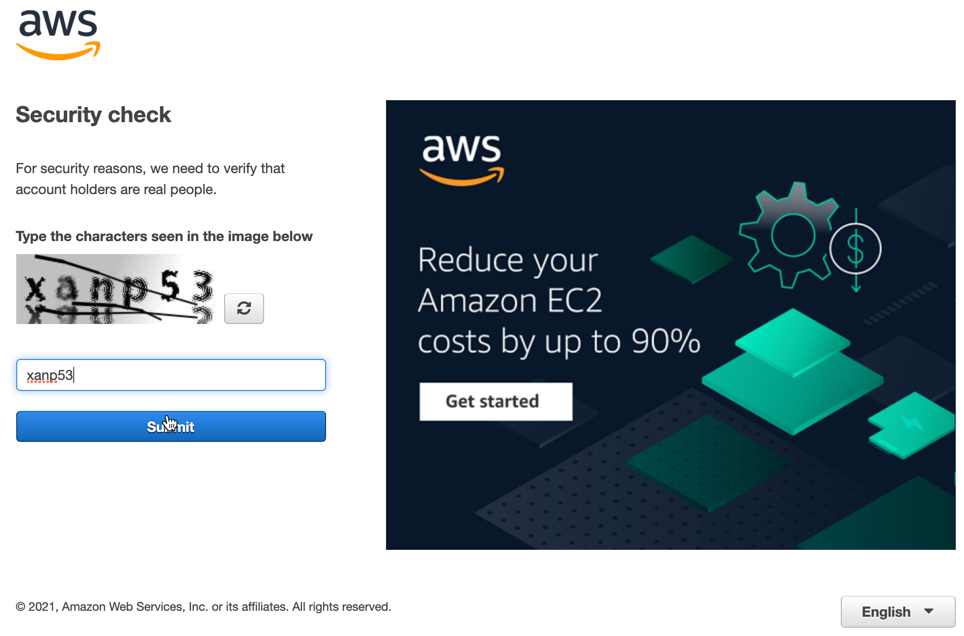 aws
Security check
For security reasons, we need to verify that
account holders are real people.
Type the characters seen in the image below
xanp53
Submit
aws
Reduce your
Amazon EC2
costs by up to 90%
Get started
$
© 2021, Amazon Web Services, Inc. or its affiliates. All rights reserved.
English